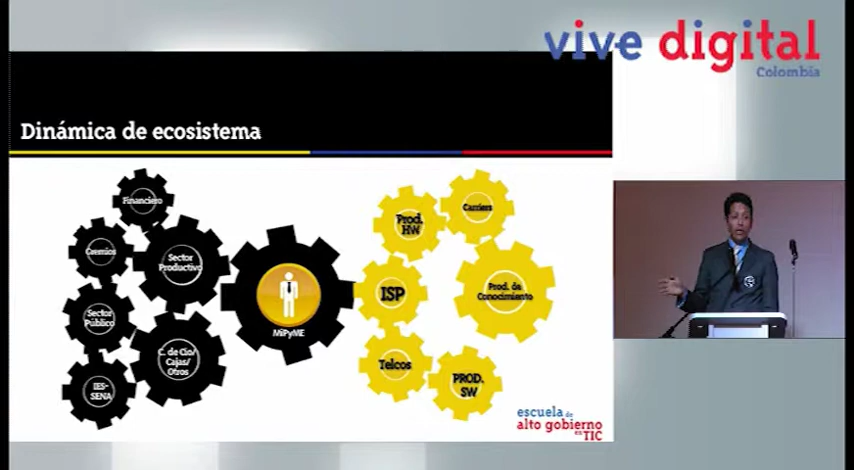 vive digital
Colombia
Dinámica de ecosistema
Financiero
Gremios
Sector
Productivo
Sector
Público
C. de Cio/
Cajas/
Otros
IES-
SENA
MiPyME
Prod.
HW
Carriers
ISP
Prod. de
Conocimiento
Telcos
PROD.
SW
escuela de
alto gobierno
en TIC